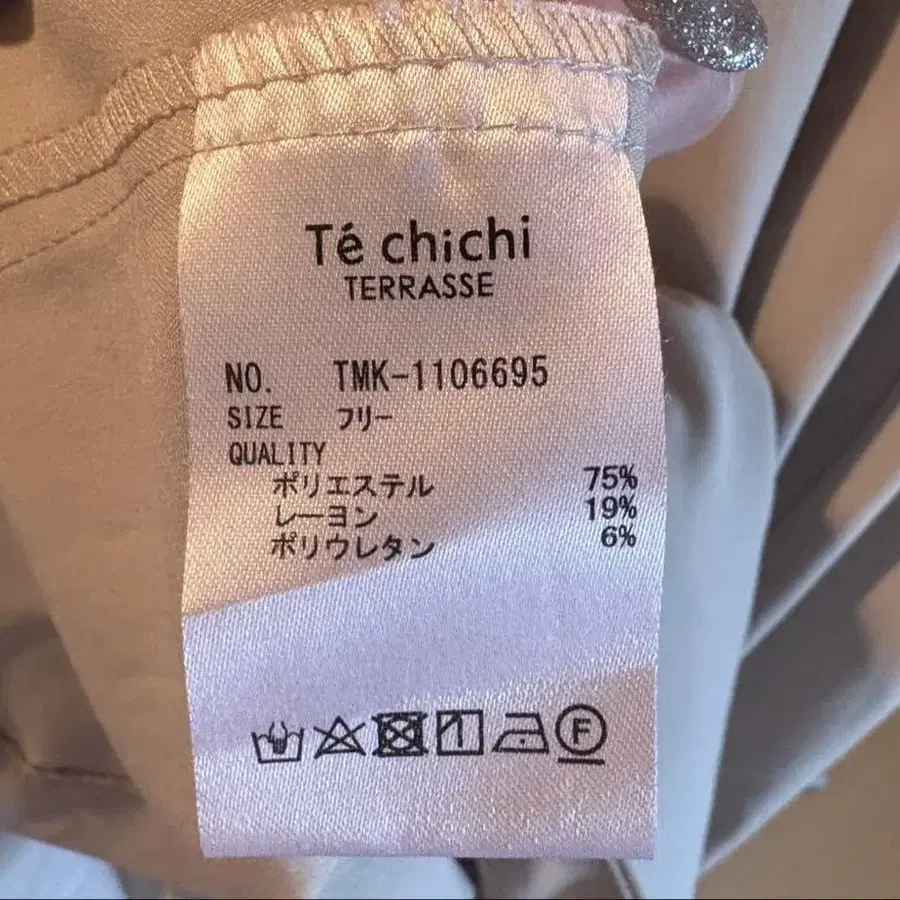 Té chichi
TERRASSE
NO. TMK-1106695
SIZE フリー
QUALITY
ポリエステル 75%
レーヨン 19%
ポリウレタン 6%
F